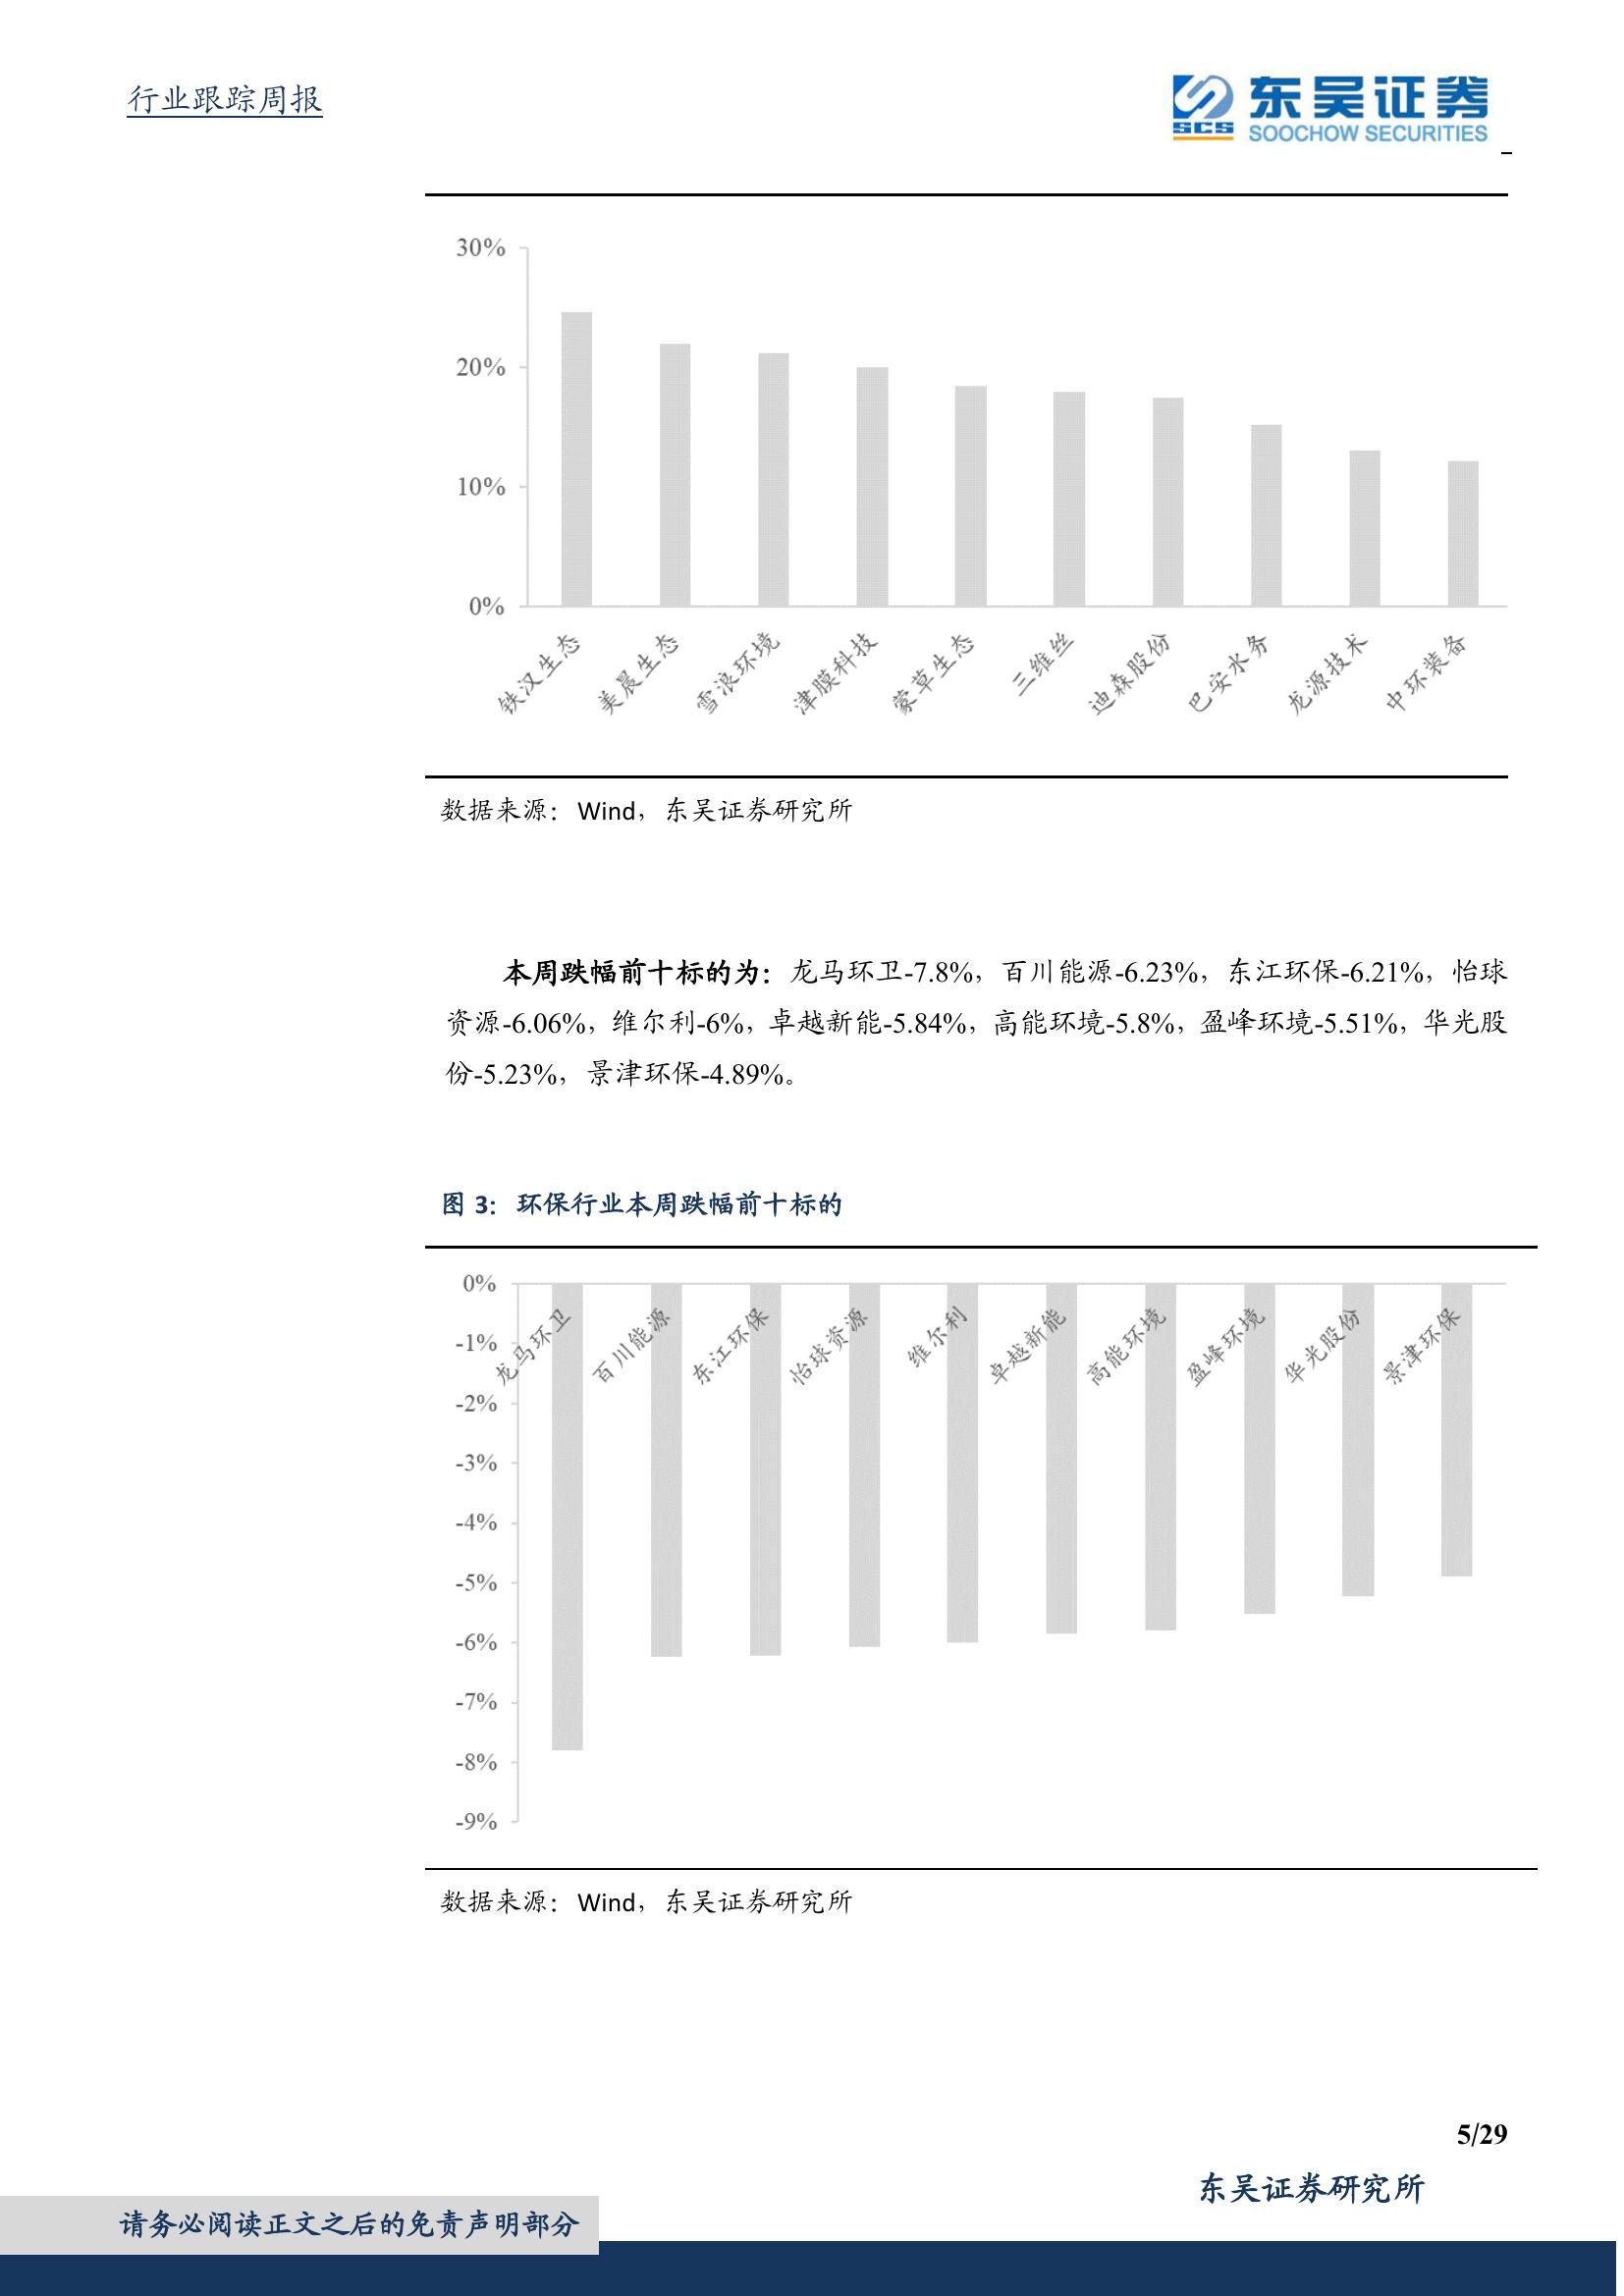 行业跟踪周报
SCS 东吴证券
SOOCHOW SECURITIES
30%
20%
10%
0%
铁汉生态
美晨生态
雪浪环境
津膜科技
蒙草生态
三维丝
迪森股份
巴安水务
龙源技术
中环装备
数据来源：Wind，东吴证券研究所
本周跌幅前十标的为：龙马环卫-7.8%，百川能源-6.23%，东江环保-6.21%，怡球
资源-6.06%，维尔利-6%，卓越新能-5.84%，高能环境-5.8%，盈峰环境-5.51%，华光股
份-5.23%，景津环保-4.89%。
图 3：环保行业本周跌幅前十标的
0%
-1%
-2%
-3%
-4%
-5%
-6%
-7%
-8%
-9%
龙马环卫
百川能源
东江环保
怡球资源
维尔利
卓越新能
高能环境
盈峰环境
华光股份
景津环保
数据来源：Wind，东吴证券研究所
5/29
东吴证券研究所
请务必阅读正文之后的免责声明部分